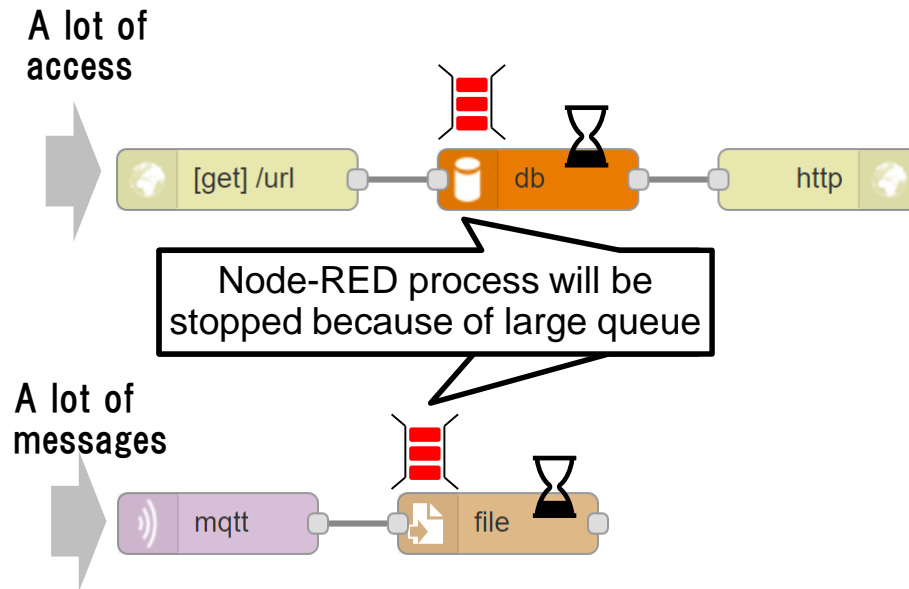 A lot of
access
[get] /url
db
http
Node-RED process will be
stopped because of large queue
A lot of
messages
mqtt
file